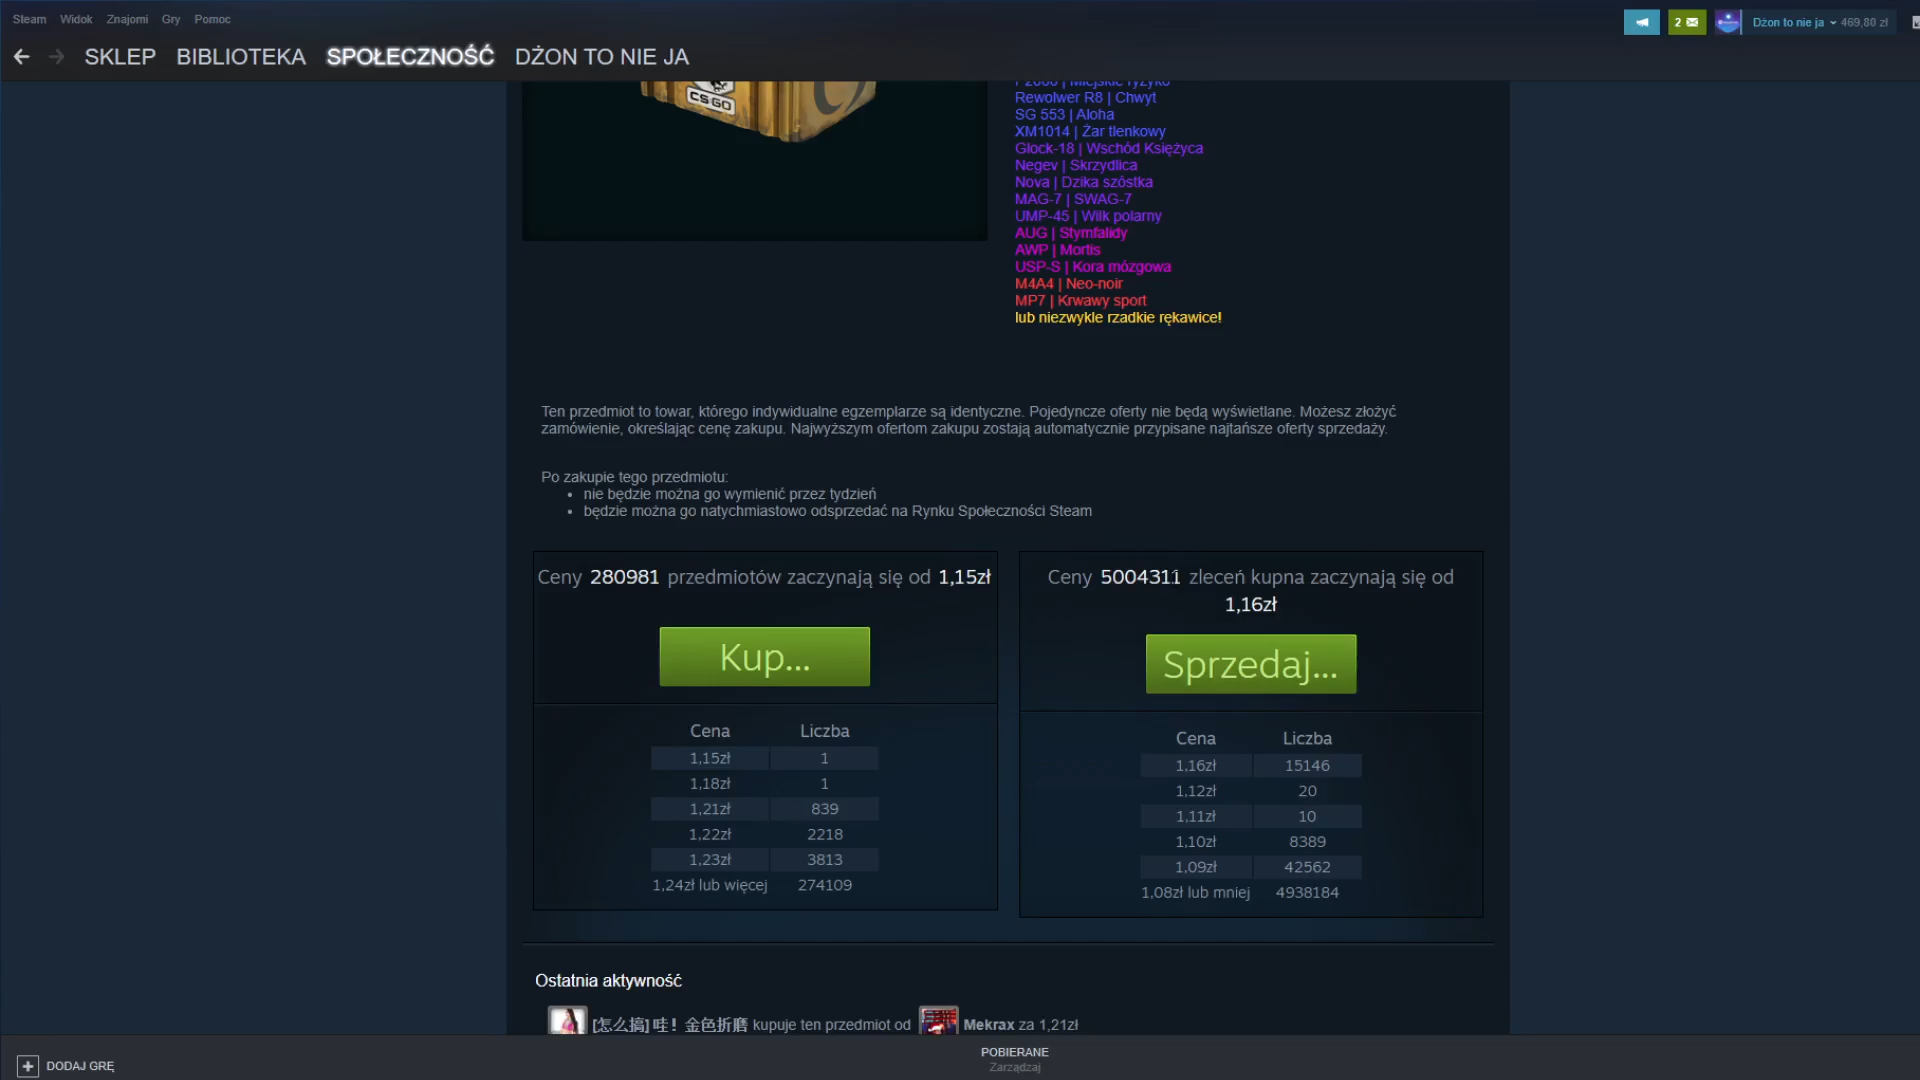 Steam Widok Znajomi Gry Pomoc
2 Dżon to nie ja 469,80 zł
SKLEP BIBLIOTEKA SPOŁECZNOŚĆ DŻON TO NIE JA
CS GO
P2000 | Miejskie ryzyko
Rewolwer R8 | Chwyt
SG 553 | Aloha
XM1014 | Żar tlenkowy
Glock-18 | Wschód Księżyca
Negev | Skrzydlica
Nova | Dzika szóstka
MAG-7 | SWAG-7
UMP-45 | Wilk polarny
AUG | Stymfalidy
AWP | Mortis
USP-S | Kora mózgowa
M4A4 | Neo-noir
MP7 | Krwawy sport
lub niezwykle rzadkie rękawice!
Ten przedmiot to towar, którego indywidualne egzemplarze są identyczne. Pojedyncze oferty nie będą wyświetlane. Możesz złożyć
zamówienie, określając cenę zakupu. Najwyższym ofertom zakupu zostają automatycznie przypisane najtańsze oferty sprzedaży.
Po zakupie tego przedmiotu:
• nie będzie można go wymienić przez tydzień
• będzie można go natychmiastowo odsprzedać na Rynku Społeczności Steam
Ceny 280981 przedmiotów zaczynają się od 1,15zł
Kup...
Cena Liczba
1,15zł 1
1,18zł 1
1,21zł 839
1,22zł 2218
1,23zł 3813
1,24zł lub więcej 274109
Ceny 5004311 zleceń kupna zaczynają się od
1,16zł
Sprzedaj...
Cena Liczba
1,16zł 15146
1,12zł 20
1,11zł 10
1,10zł 8389
1,09zł 42562
1,08zł lub mniej 4938184
Ostatnia aktywność
[怎么搞] 哇！金色折磨 kupuje ten przedmiot od Mekrax za 1,21zł
DODAJ GRĘ
POBIERANE
Zarządzaj